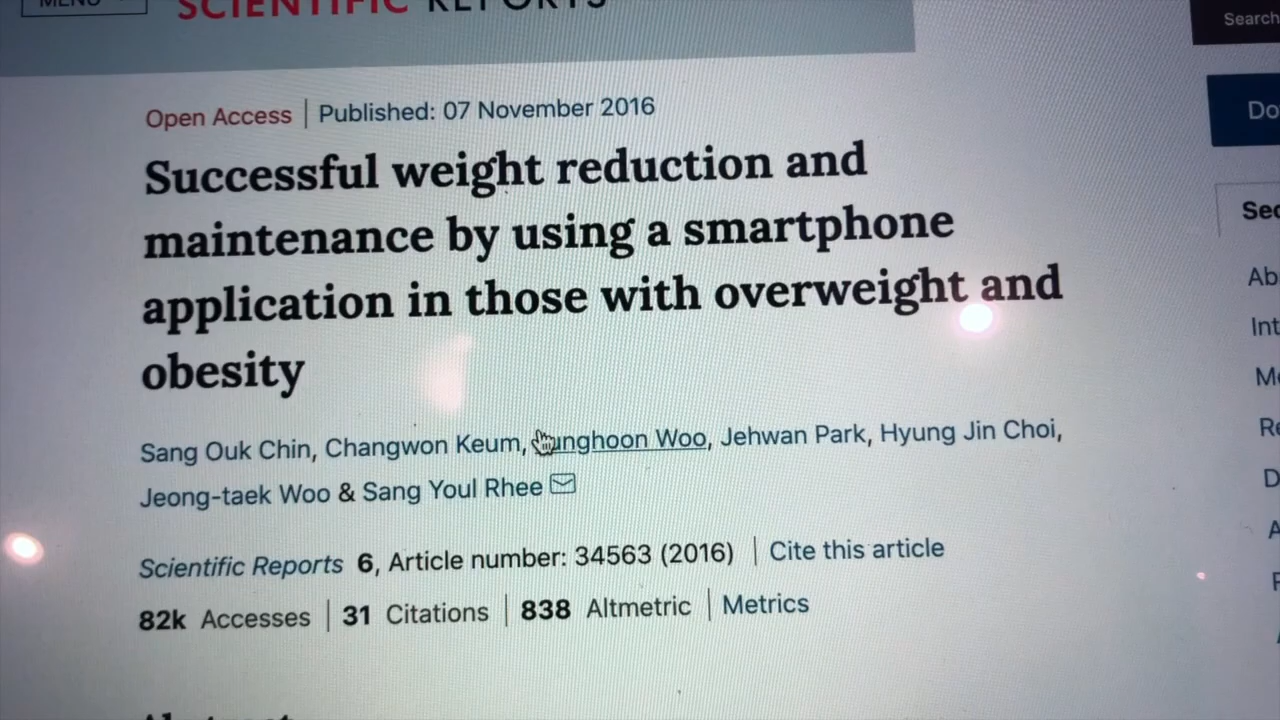 MENU
SCIENTIFIC REPORTS
Search
Open Access | Published: 07 November 2016
Successful weight reduction and
maintenance by using a smartphone
application in those with overweight and
obesity
Sang Ouk Chin, Changwon Keum, Woo, Jehwan Park, Hyung Jin Choi,
Jeong-taek Woo & Sang Youl Rhee
Scientific Reports 6, Article number: 34563 (2016) | Cite this article
82k Accesses | 31 Citations | 838 Altmetric | Metrics